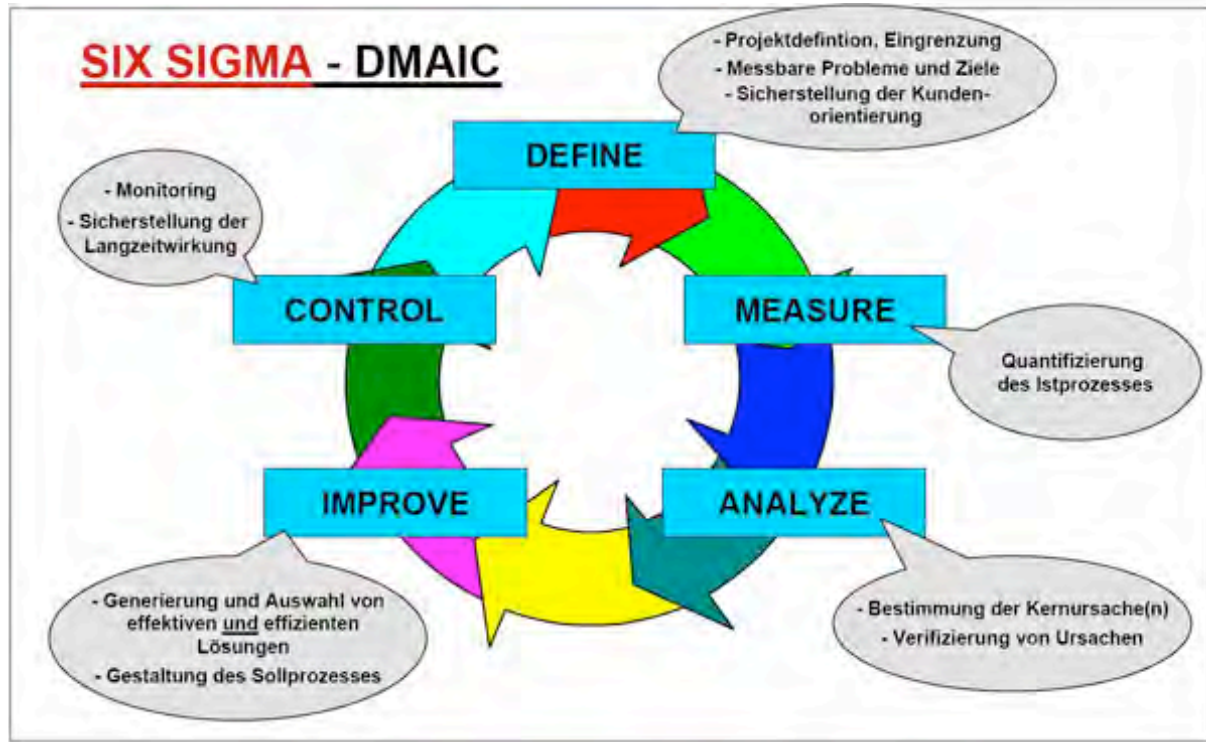 SIX SIGMA - DMAIC
- Projektdefintion, Eingrenzung
- Messbare Probleme und Ziele
- Sicherstellung der Kunden-
orientierung
DEFINE
- Monitoring
- Sicherstellung der
Langzeitwirkung
CONTROL
MEASURE
Quantifizierung
des Istprozesses
IMPROVE
ANALYZE
- Generierung und Auswahl von
effektiven und effizienten
Lösungen
- Gestaltung des Sollprozesses
- Bestimmung der Kernursache(n)
- Verifizierung von Ursachen